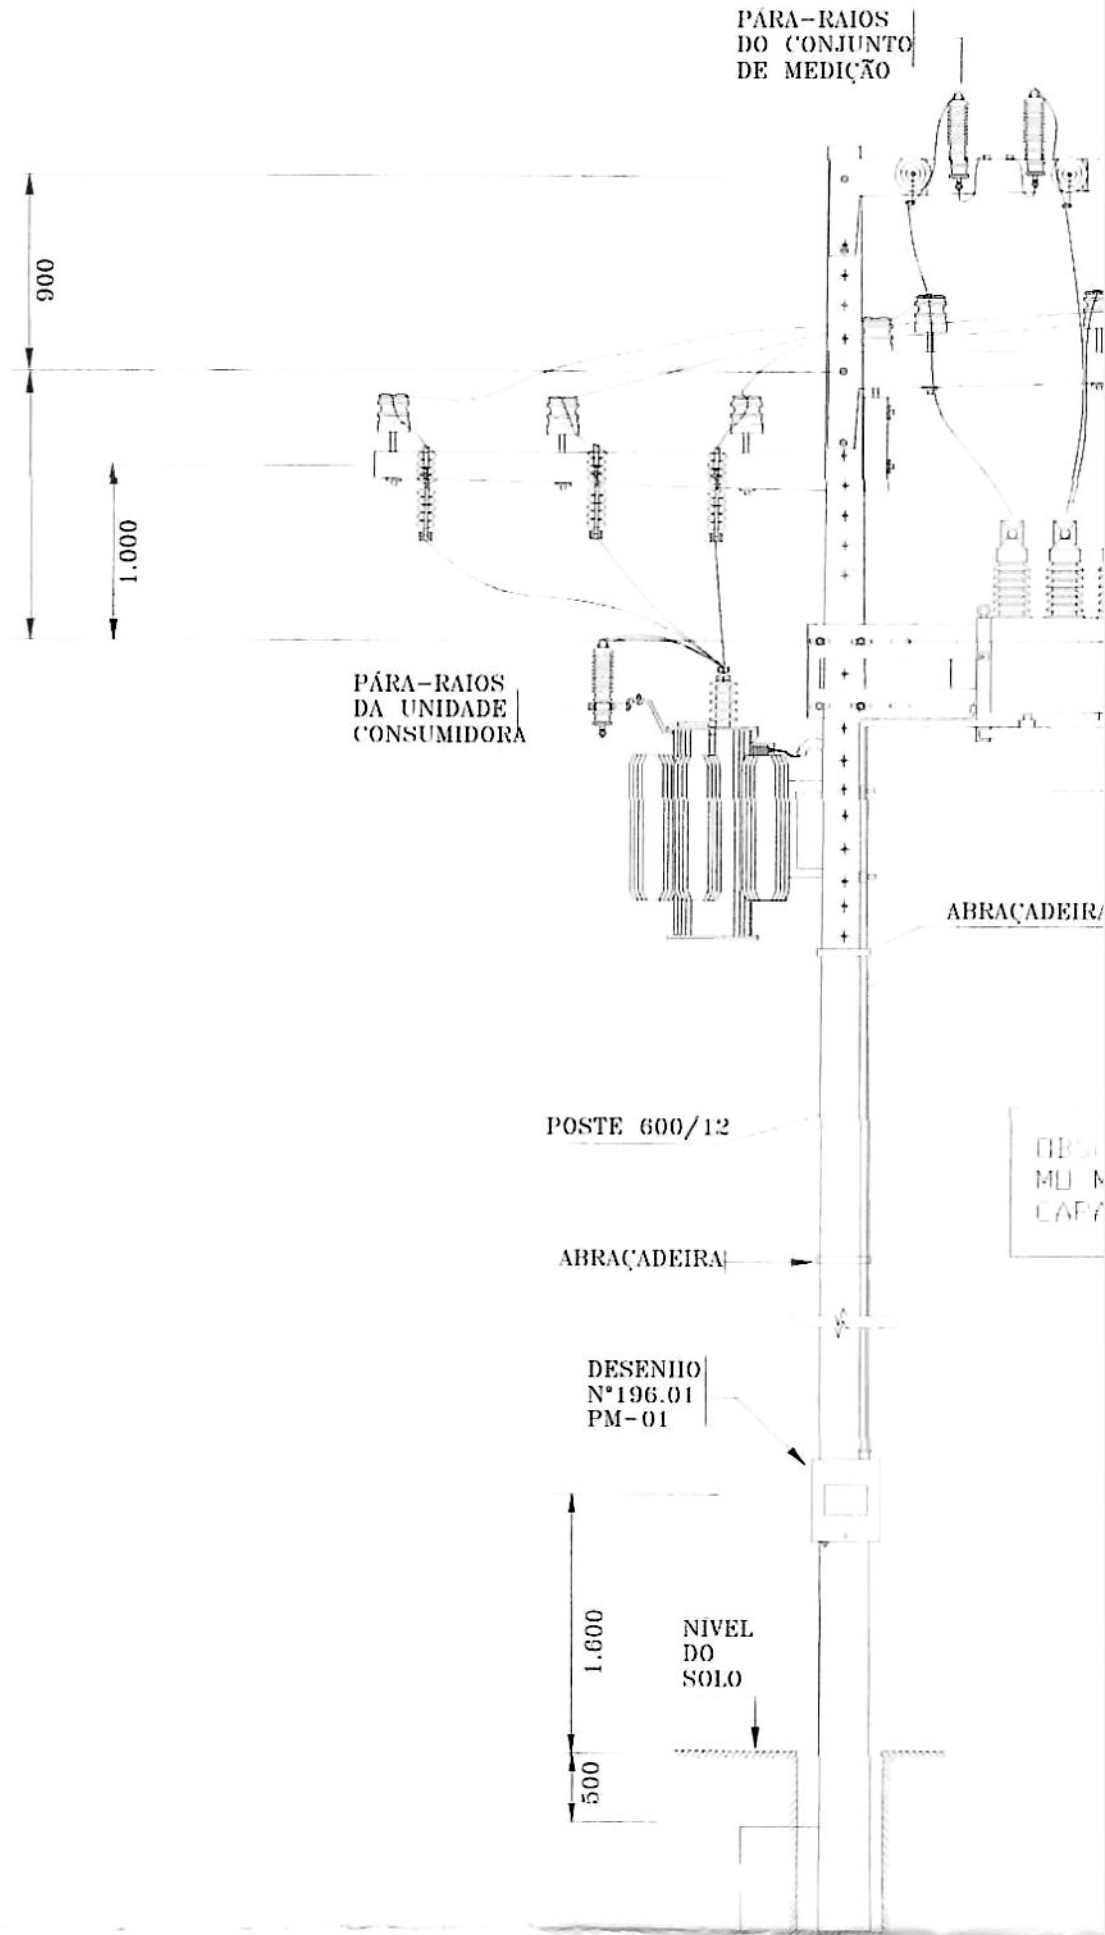 PÁRA-RAIOS
DO CONJUNTO
DE MEDIÇÃO
900
1.000
PÁRA-RAIOS
DA UNIDADE
CONSUMIDORA
ABRAÇADEIRA
POSTE 600/12
ABRAÇADEIRA
DESENHO
Nº196.01
PM-01
1.600
NÍVEL
DO
SOLO
500